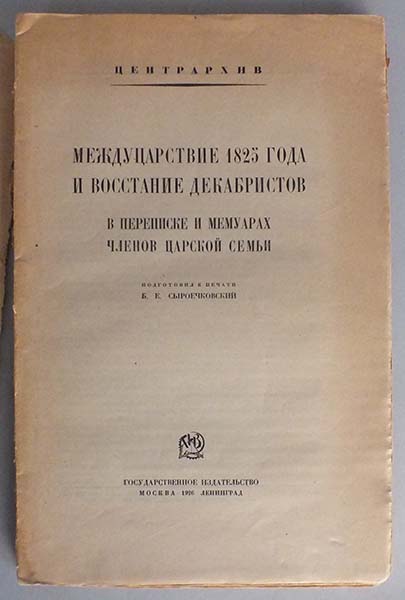 ЦЕНТРАРХИВ
МЕЖДУЦАРСТВИЕ 1825 ГОДА
И ВОССТАНИЕ ДЕКАБРИСТОВ
В ПЕРЕПИСКЕ И МЕМУАРАХ
ЧЛЕНОВ ЦАРСКОЙ СЕМЬИ
ПОДГОТОВИЛ К ПЕЧАТИ
Б. Е. СЫРОЕЧКОВСКИЙ
ГОСУДАРСТВЕННОЕ ИЗДАТЕЛЬСТВО
МОСКВА 1926 ЛЕНИНГРАД